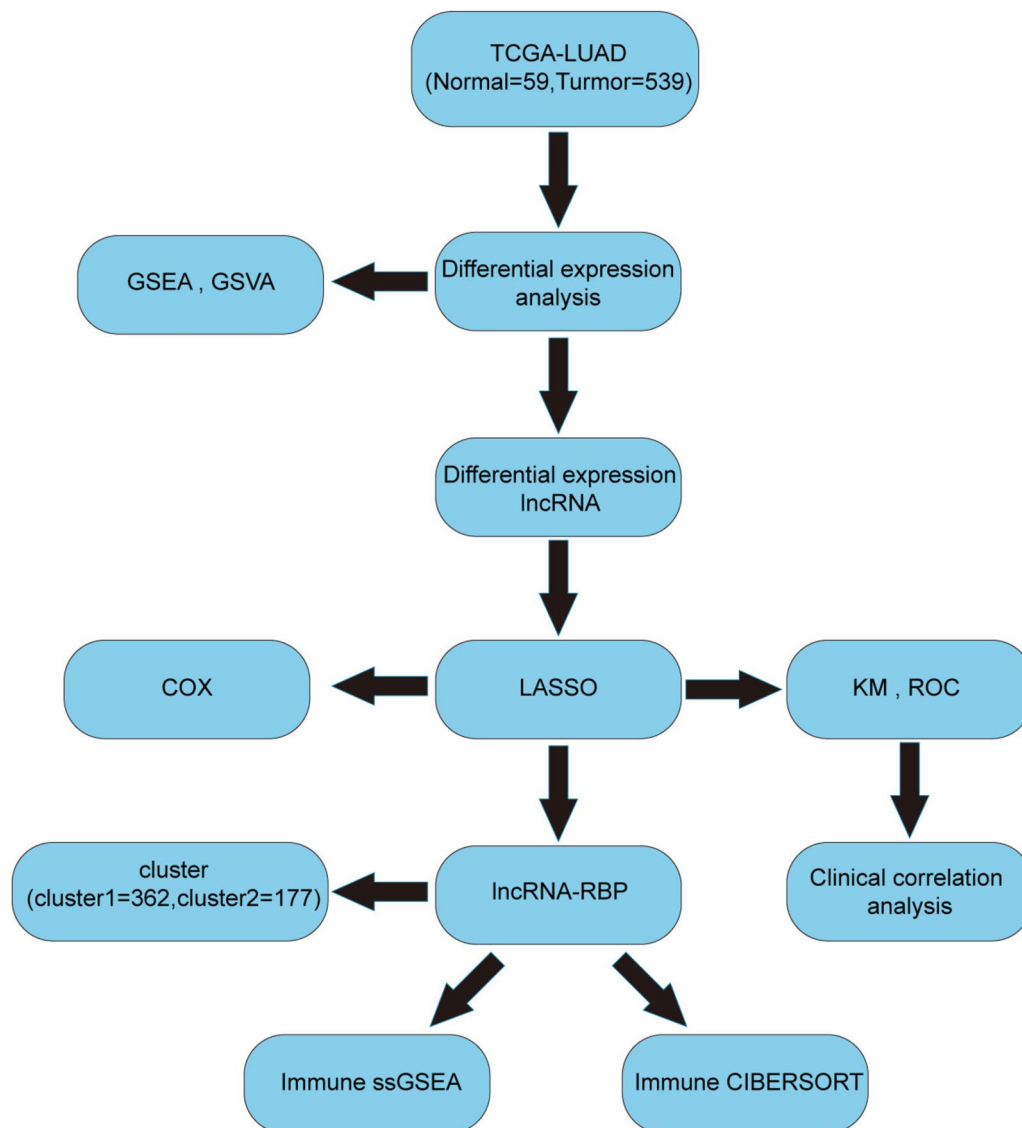 TCGA-LUAD
(Normal=59,Turmor=539)
GSEA , GSVA
Differential expression
analysis
Differential expression
lncRNA
COX
LASSO
KM , ROC
cluster
(cluster1=362,cluster2=177)
lncRNA-RBP
Clinical correlation
analysis
Immune ssGSEA
Immune CIBERSORT